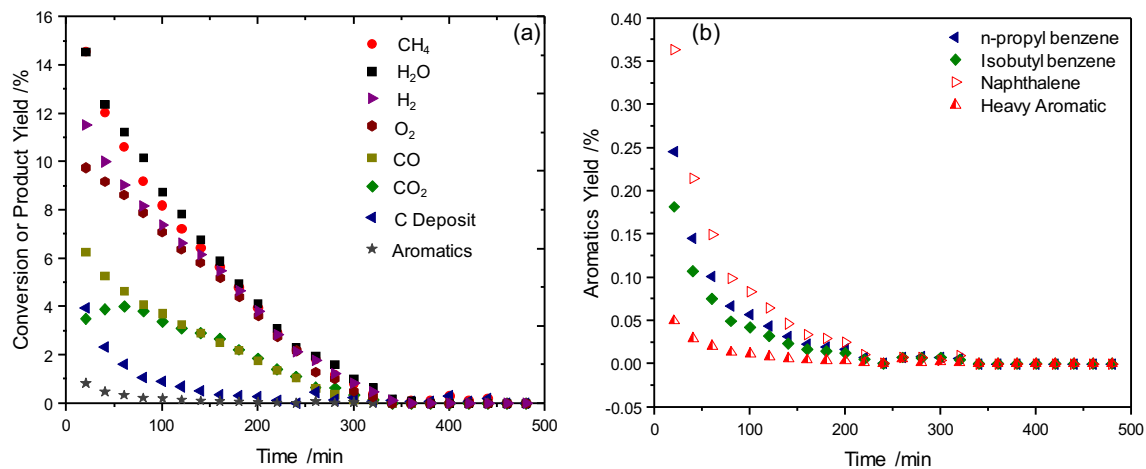 Conversion or Product Yield /%
16
14
12
10
8
6
4
2
0
(a)
CH₄
H₂O
H₂
O₂
CO
CO₂
C Deposit
Aromatics
0 100 200 300 400 500
Time /min
Aromatics Yield /%
0.40
0.35
0.30
0.25
0.20
0.15
0.10
0.05
0.00
-0.05
(b)
n-propyl benzene
Isobutyl benzene
Naphthalene
Heavy Aromatic
0 100 200 300 400 500
Time /min